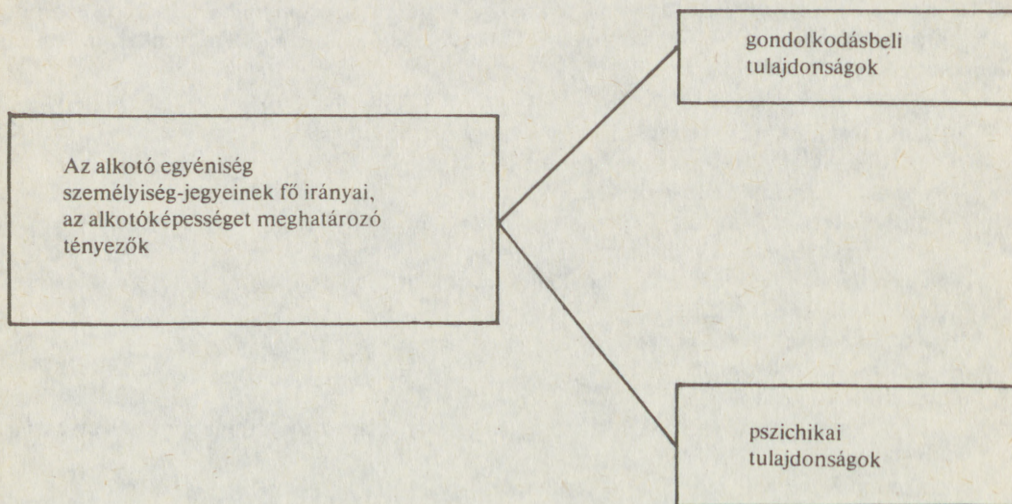 Az alkotó egyéniség
személyiség-jegyeinek fő irányai,
az alkotóképességet meghatározó
tényezők
gondolkodásbeli
tulajdonságok
pszichikai
tulajdonságok